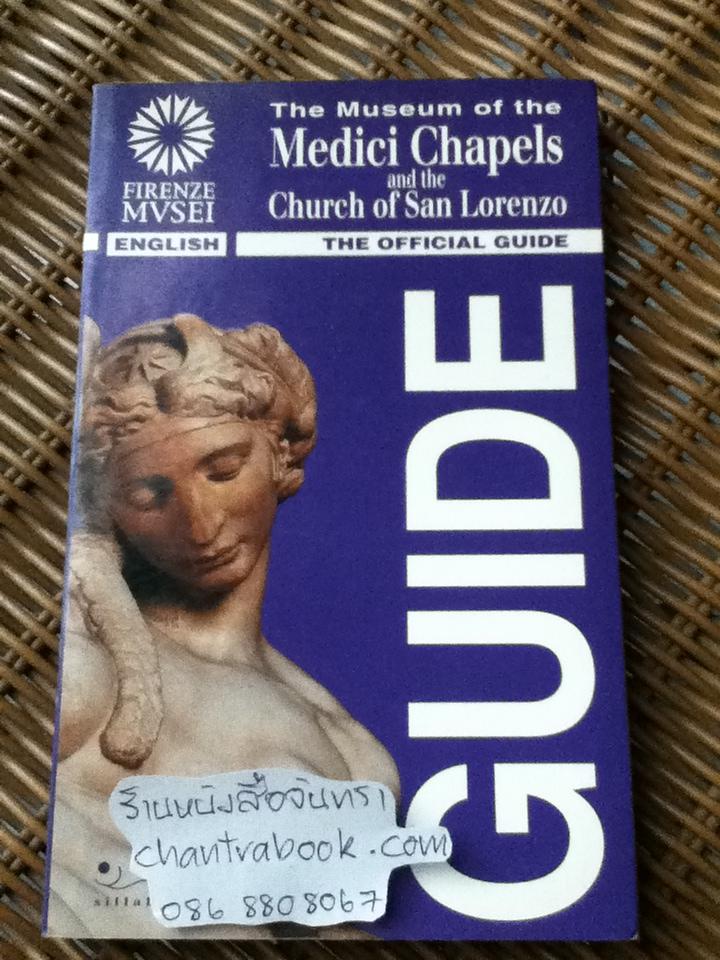 The Museum of the
Medici Chapels
and the
Church of San Lorenzo
FIRENZE
MVSEI
ENGLISH
THE OFFICIAL GUIDE
GUIDE
ร้านหนังสือจันทรา
chantrabook.com
086 8808067